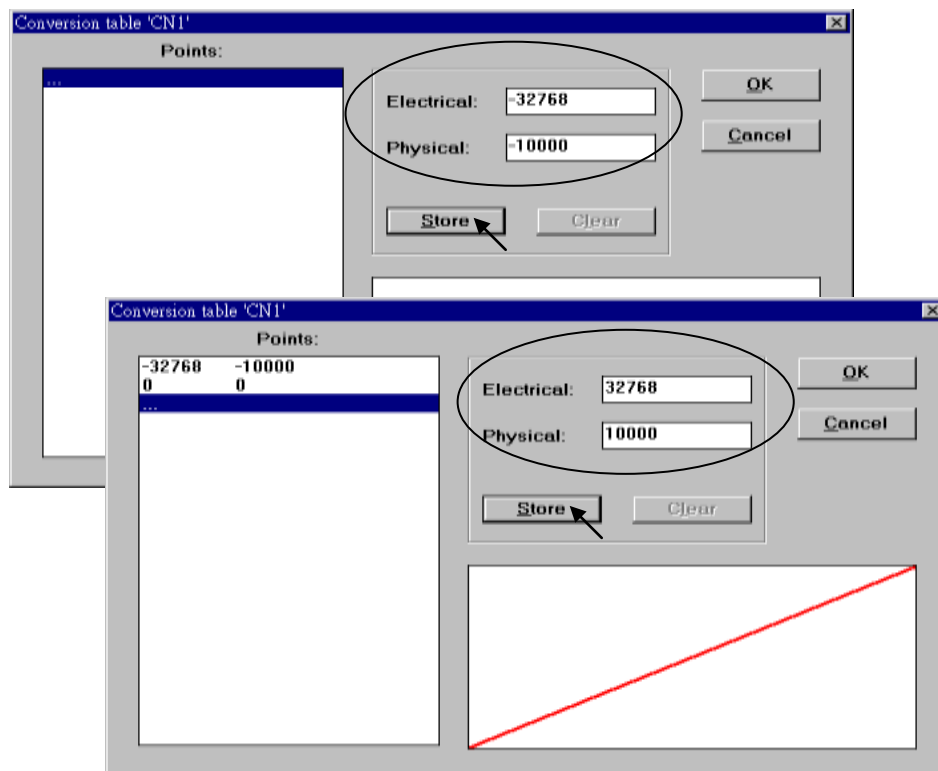 Conversion table 'CN1'
Points:
...
Electrical: -32768
Physical: -10000
OK
Cancel
Store Clear
Conversion table 'CN1'
Points:
-32768 -10000
0 0
...
Electrical: 32768
Physical: 10000
OK
Cancel
Store Clear